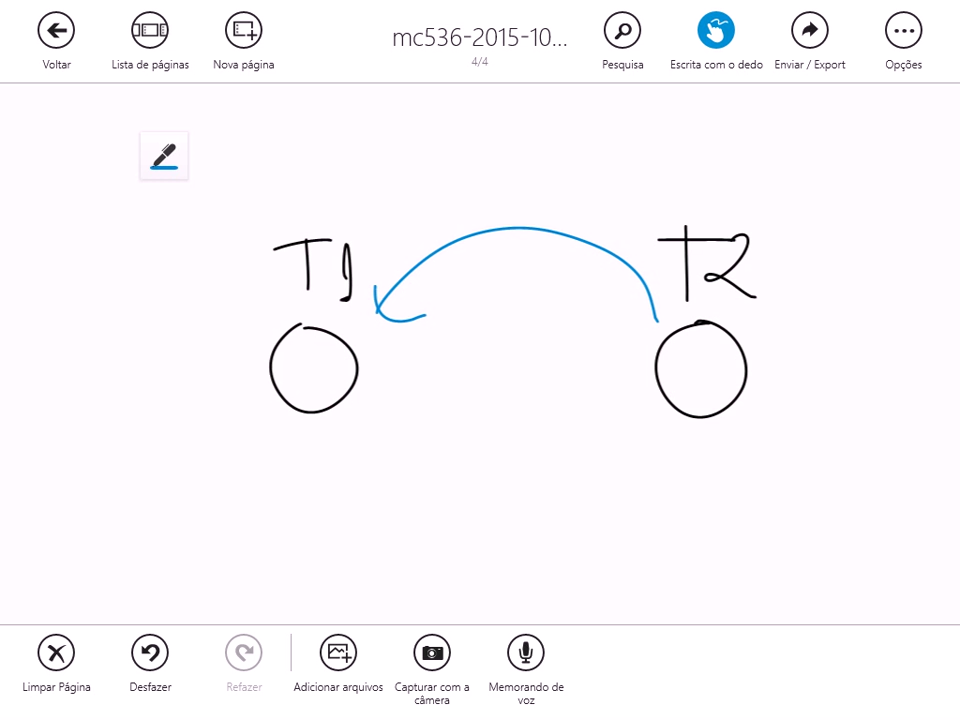 mc536-2015-10...
4/4
Voltar
Lista de páginas
Nova página
Pesquisa
Escrita com o dedo
Enviar / Export
Opções
T1
T2
Limpar Página
Desfazer
Refazer
Adicionar arquivos
Capturar com a
câmera
Memorando de
voz